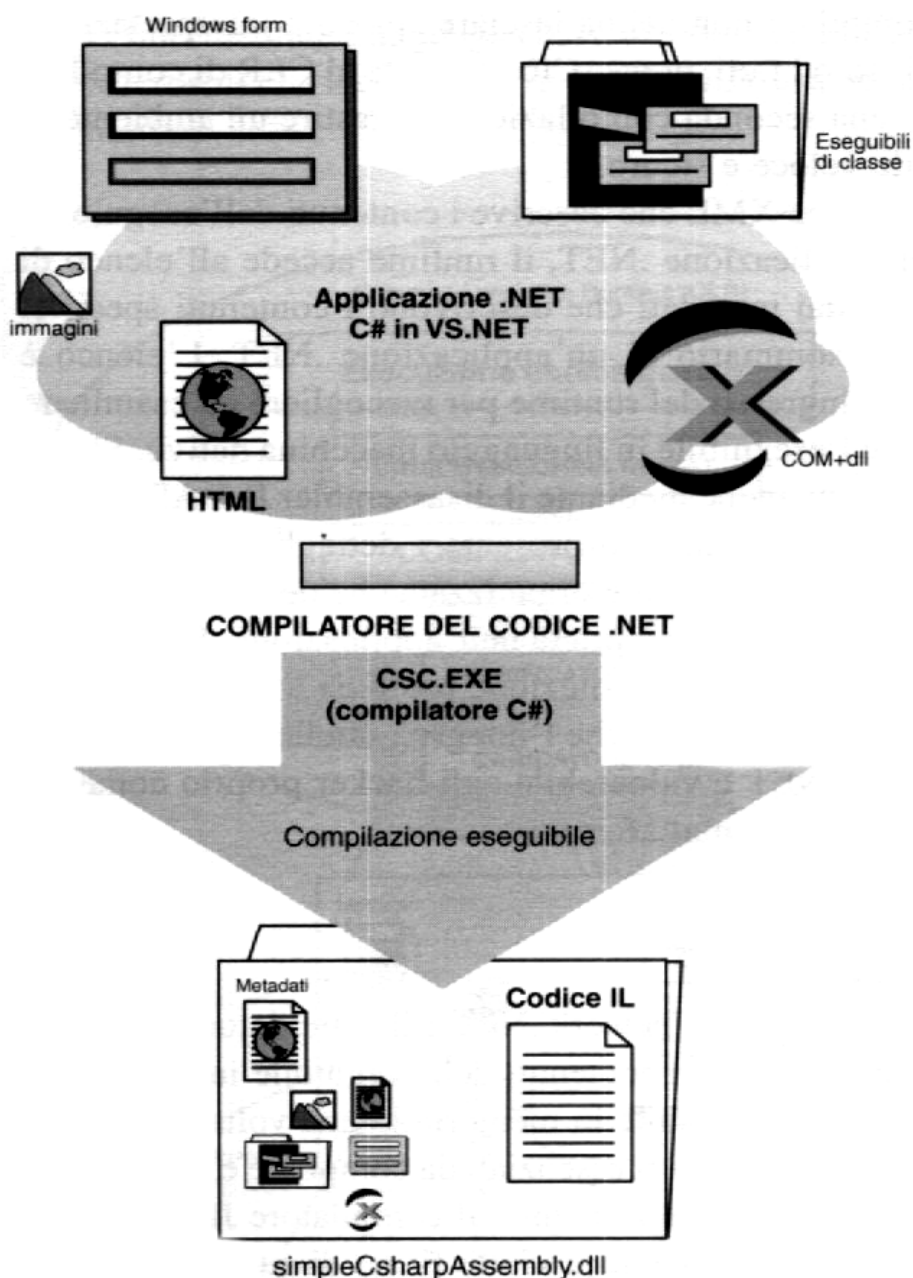 Windows form
Eseguibili
di classe
immagini
Applicazione .NET
C# in VS.NET
HTML
COM+dll
COMPILATORE DEL CODICE .NET
CSC.EXE
(compilatore C#)
Compilazione eseguibile
Metadati
Codice IL
simpleCsharpAssembly.dll